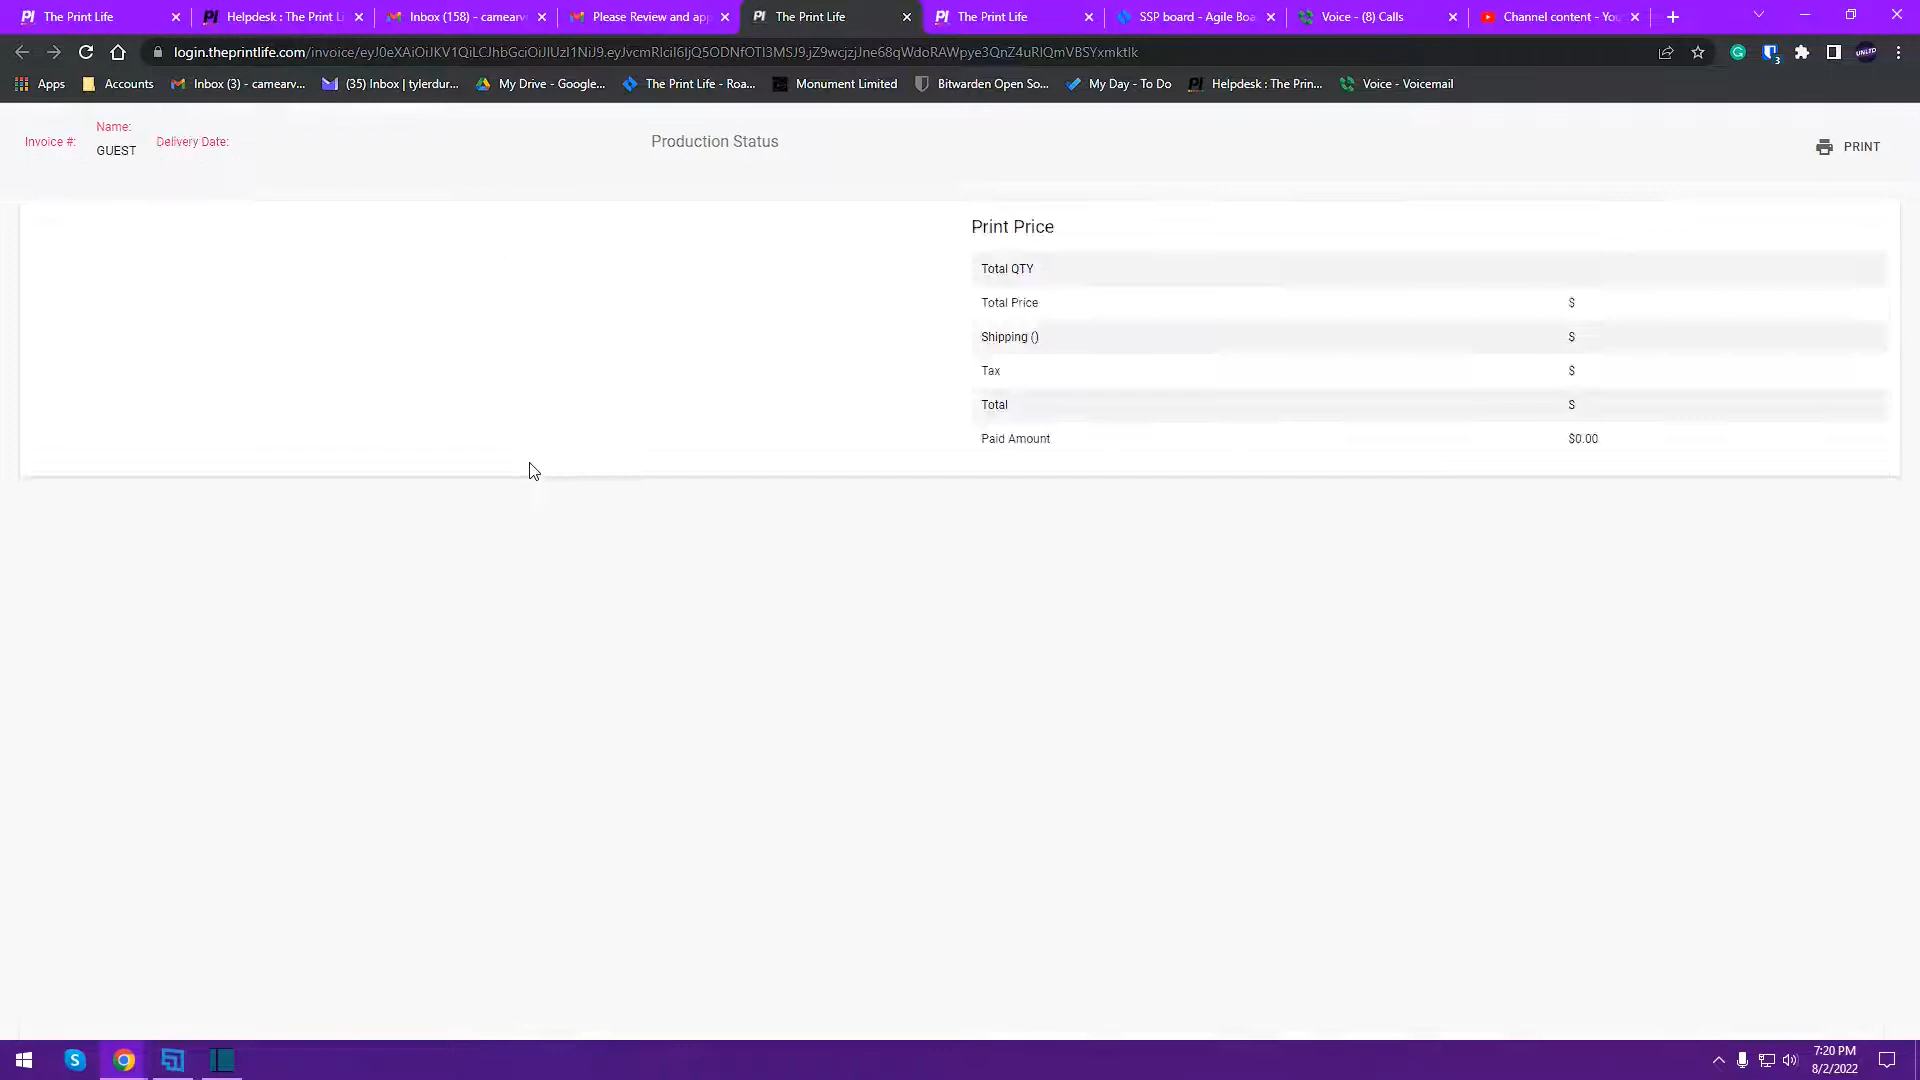 The Print Life
Helpdesk : The Print Li
Inbox (158) - camearv
Please Review and app
The Print Life
The Print Life
SSP board - Agile Boa
Voice - (8) Calls
Channel content - You
login.theprintlife.com/invoice/eyJ0eXAiOiJKV1QiLCJhbGciOiJIUzI1NiJ9.eyJvcmRlciI6IjQ5ODNfOTI3MSJ9.jZ9wcjzjJne68qWdoRAWpye3QnZ4uRlQmVBSYxmktIk
Apps
Accounts
Inbox (3) - camearv...
(35) Inbox | tylerdur...
My Drive - Google...
The Print Life - Roa...
Monument Limited
Bitwarden Open So...
My Day - To Do
Helpdesk : The Prin...
Voice - Voicemail
Invoice #:
Name:
GUEST
Delivery Date:
Production Status
PRINT
Print Price
Total QTY
Total Price $
Shipping () $
Tax $
Total $
Paid Amount $0.00
7:20 PM
8/2/2022